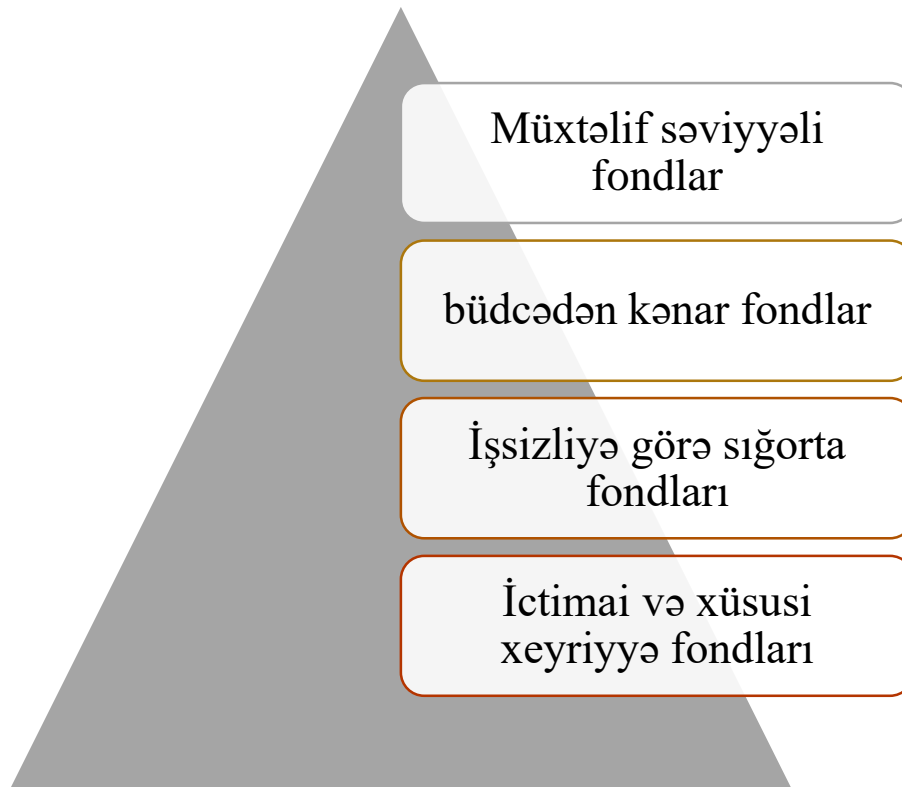 Müxtəlif səviyyəli
fondlar
büdcədən kənar fondlar
İşsizliyə görə sığorta
fondları
İctimai və xüsusi
xeyriyyə fondları